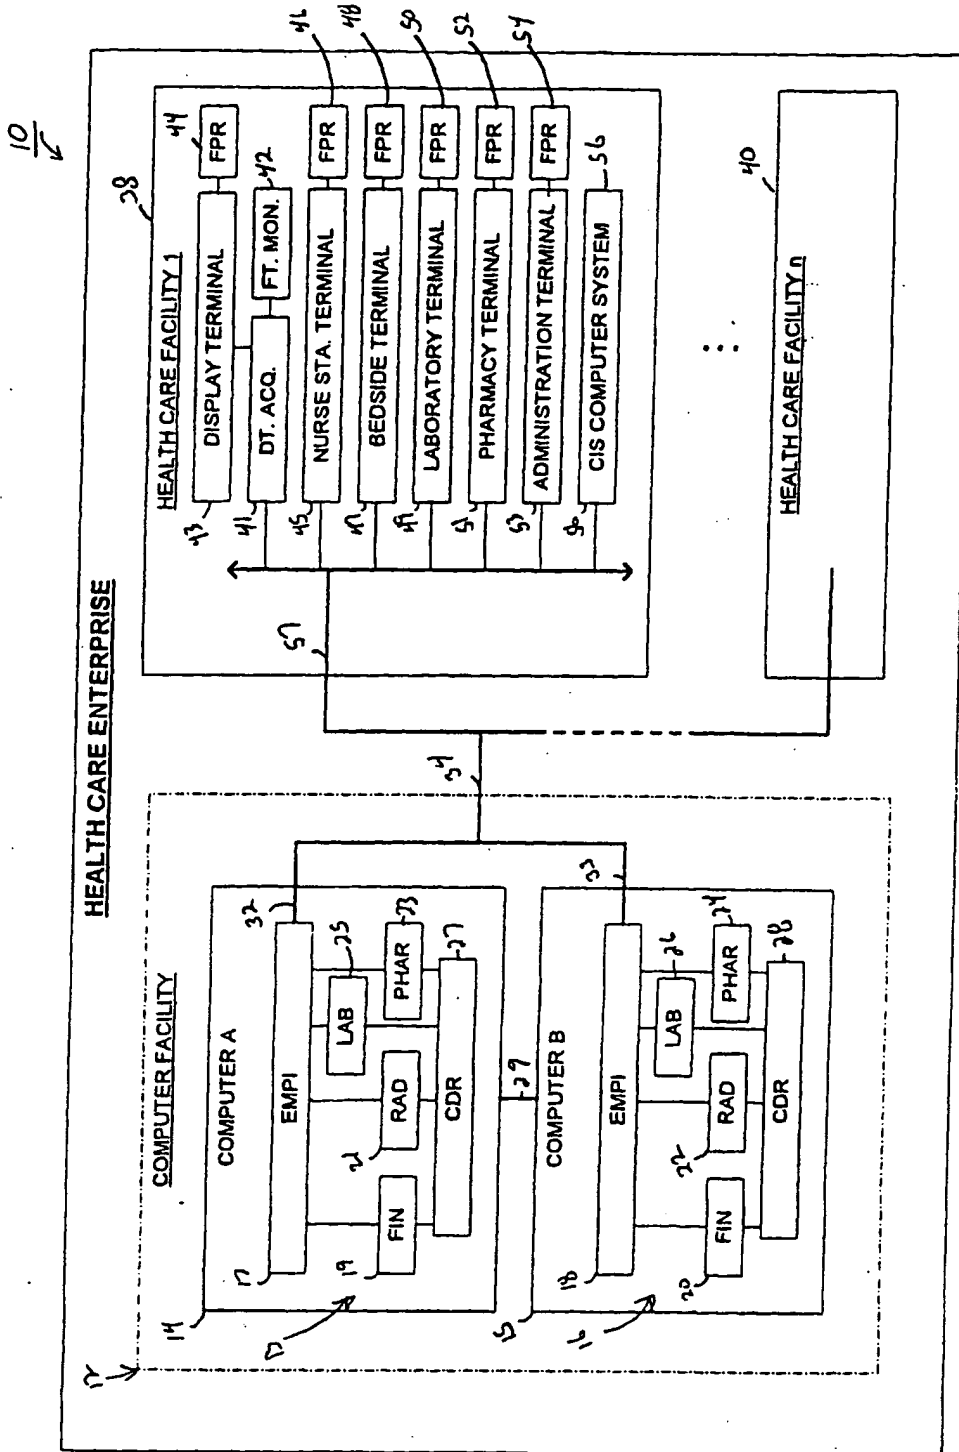 10
HEALTH CARE ENTERPRISE
12
COMPUTER FACILITY
14
COMPUTER A
17
EMPI
32
19
FIN
21
RAD
LAB
25
PHAR
23
CDR
27
29
15
COMPUTER B
16
18
EMPI
33
20
FIN
22
RAD
LAB
26
PHAR
24
CDR
28
34
57
38
HEALTH CARE FACILITY 1
43
DISPLAY TERMINAL
44
FPR
41
DT. ACQ.
FT. MON.
42
45
NURSE STA. TERMINAL
FPR
46
47
BEDSIDE TERMINAL
FPR
48
49
LABORATORY TERMINAL
FPR
50
51
PHARMACY TERMINAL
FPR
52
53
ADMINISTRATION TERMINAL
FPR
54
CIS COMPUTER SYSTEM
56
40
HEALTH CARE FACILITY n